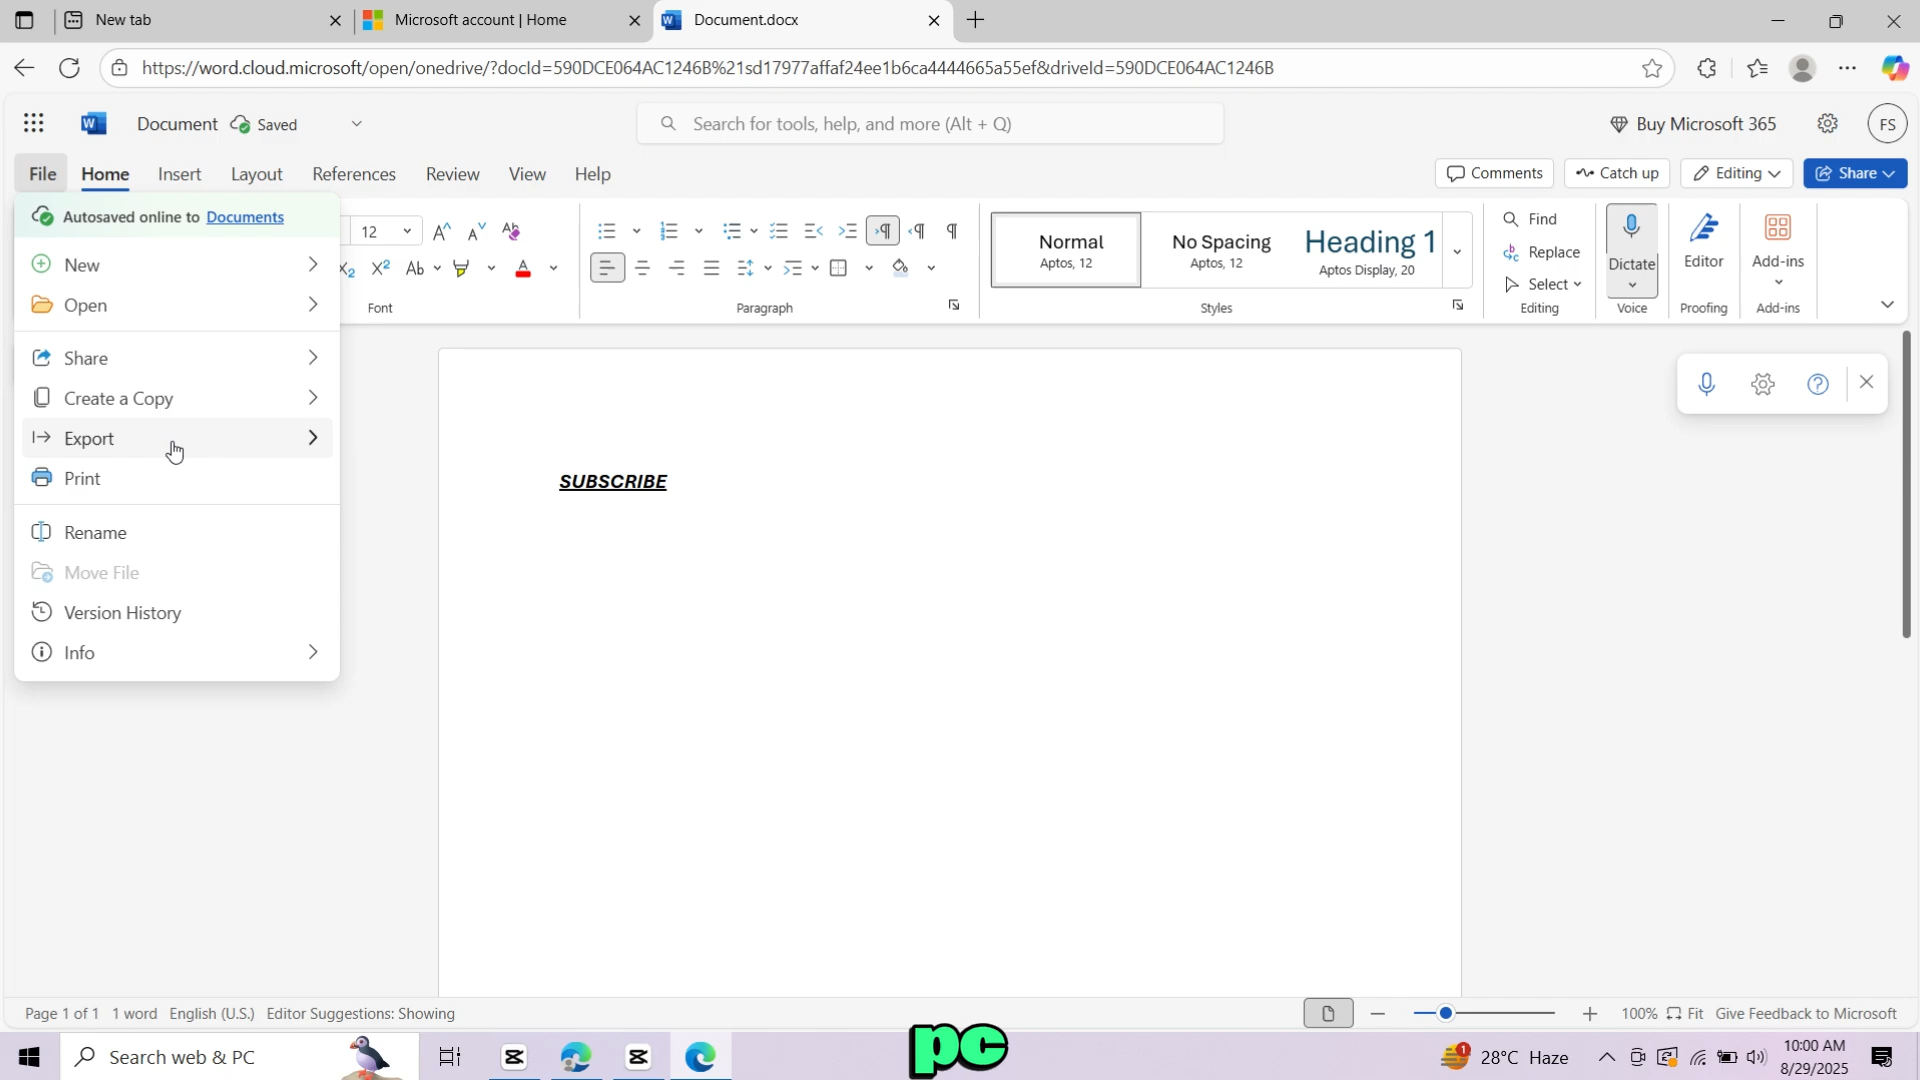 New tab
Microsoft account | Home
Document.docx
https://word.cloud.microsoft/open/onedrive/?docId=590DCE064AC1246B%21sd17977affaf24ee1b6ca4444665a55ef&driveId=590DCE064AC1246B
Document Saved
Search for tools, help, and more (Alt + Q)
Buy Microsoft 365
FS
File Home Insert Layout References Review View Help
Comments Catch up Editing Share
Autosaved online to Documents
New
Open
Share
Create a Copy
Export
Print
Rename
Move File
Version History
Info
12
Font
Paragraph
Normal
Aptos, 12
No Spacing
Aptos, 12
Heading 1
Aptos Display, 20
Styles
Find
Replace
Select
Editing
Dictate
Voice
Editor
Proofing
Add-ins
Add-ins
SUBSCRIBE
Page 1 of 1 1 word English (U.S.) Editor Suggestions: Showing
100% Fit Give Feedback to Microsoft
Search web & PC
pc
1
28°C Haze
10:00 AM
8/29/2025